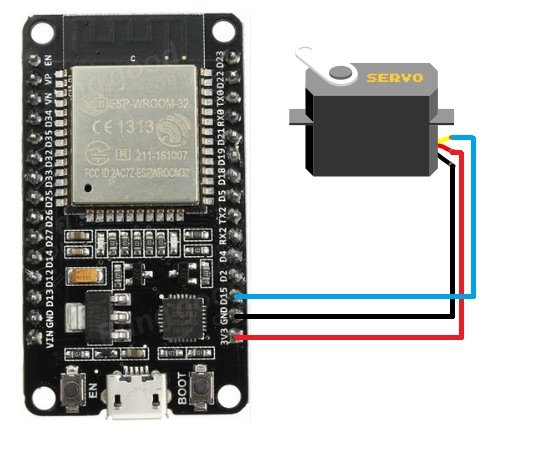 EN
VP
VN
D34
D35
D32
D33
D25
D26
D27
D14
D12
D13
GND
VIN
ESP-WROOM-32
CE1313
R 211-161007
FCC ID:2AC7Z-ESPWROOM32
D23
D22
TX0
RX0
D21
D19
D18
D5
TX2
RX2
D4
D2
D15
GND
3V3
EN
BOOT
SERVO